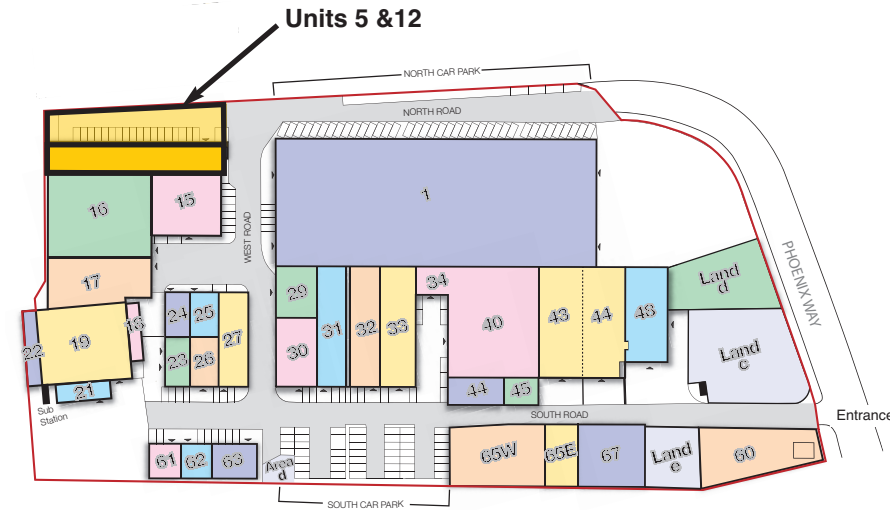 Units 5 &12
NORTH CAR PARK
NORTH ROAD
1
16
15
WEST ROAD
PHOENIX WAY
17
29
34
Land
d
24
25
27
31
32
33
40
43
44
48
22
19
18
23
26
30
Land
c
21
44
45
Sub
Station
SOUTH ROAD
Entrance
61
62
63
Area
d
65W
65E
67
Land
e
60
SOUTH CAR PARK